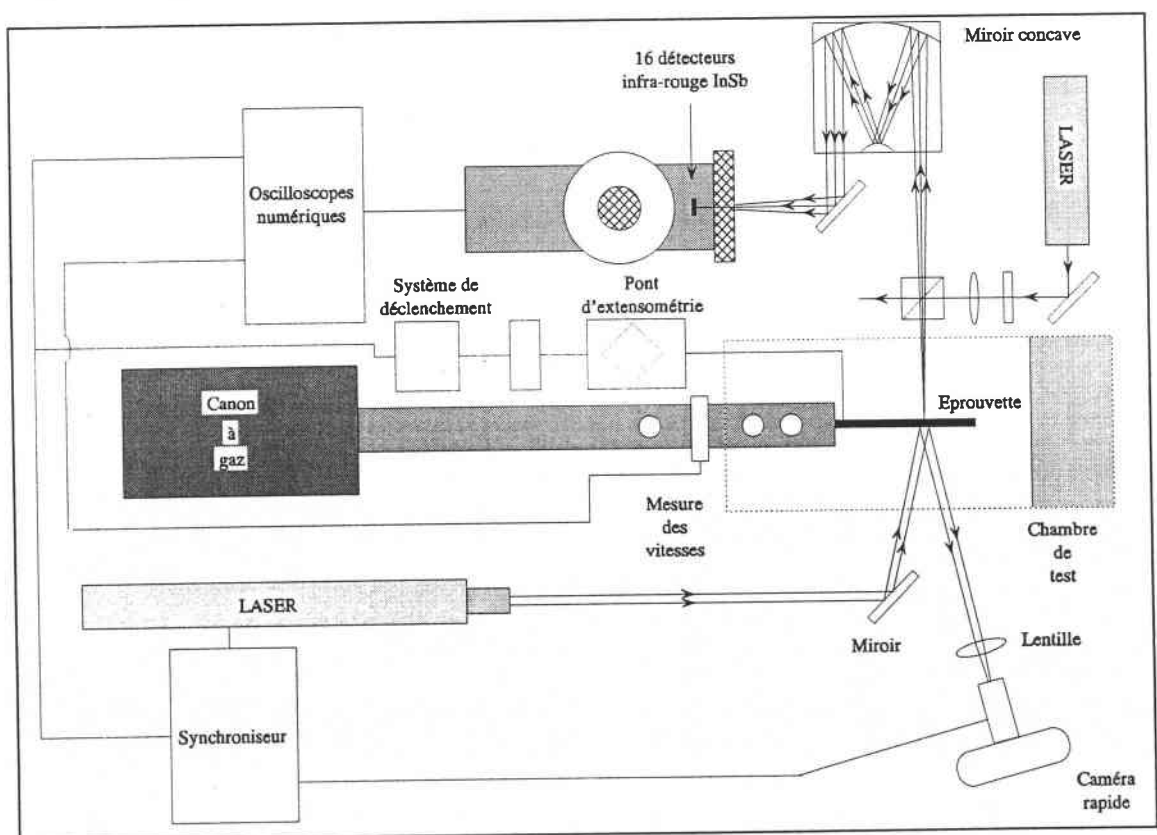 Miroir concave
16 détecteurs
infra-rouge InSb
LASER
Oscilloscopes
numériques
Système de
déclenchement
Pont
d'extensométrie
Canon
à
gaz
Eprouvette
Mesure
des
vitesses
Chambre
de
test
LASER
Miroir
Lentille
Synchroniseur
Caméra
rapide